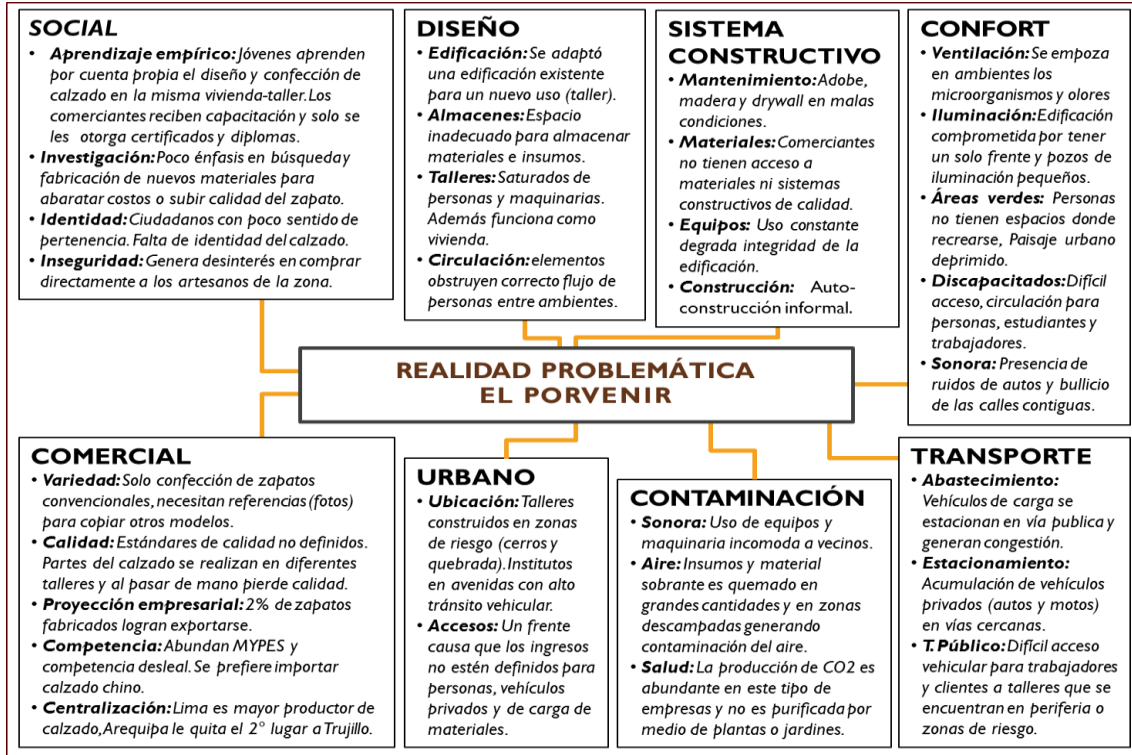 SOCIAL
• Aprendizaje empírico: Jóvenes aprenden
por cuenta propia el diseño y confección de
calzado en la misma vivienda-taller. Los
comerciantes reciben capacitación y solo se
les otorga certificados y diplomas.
• Investigación: Poco énfasis en búsqueda y
fabricación de nuevos materiales para
abaratar costos o subir calidad del zapato.
• Identidad: Ciudadanos con poco sentido de
pertenencia. Falta de identidad del calzado.
• Inseguridad: Genera desinterés en comprar
directamente a los artesanos de la zona.
DISEÑO
• Edificación: Se adaptó
una edificación existente
para un nuevo uso (taller).
• Almacenes: Espacio
inadecuado para almacenar
materiales e insumos.
• Talleres: Saturados de
personas y maquinarias.
Además funciona como
vivienda.
• Circulación: elementos
obstruyen correcto flujo de
personas entre ambientes.
SISTEMA
CONSTRUCTIVO
• Mantenimiento: Adobe,
madera y drywall en malas
condiciones.
• Materiales: Comerciantes
no tienen acceso a
materiales ni sistemas
constructivos de calidad.
• Equipos: Uso constante
degrada integridad de la
edificación.
• Construcción: Auto-
construcción informal.
CONFORT
• Ventilación: Se empoza
en ambientes los
microorganismos y olores
• Iluminación: Edificación
comprometida por tener
un solo frente y pozos de
iluminación pequeños.
• Áreas verdes: Personas
no tienen espacios donde
recrearse, Paisaje urbano
deprimido.
• Discapacitados: Difícil
acceso, circulación para
personas, estudiantes y
trabajadores.
• Sonora: Presencia de
ruidos de autos y bullicio
de las calles contiguas.
REALIDAD PROBLEMÁTICA
EL PORVENIR
COMERCIAL
• Variedad: Solo confección de zapatos
convencionales, necesitan referencias (fotos)
para copiar otros modelos.
• Calidad: Estándares de calidad no definidos.
Partes del calzado se realizan en diferentes
talleres y al pasar de mano pierde calidad.
• Proyección empresarial: 2% de zapatos
fabricados logran exportarse.
• Competencia: Abundan MYPES y
competencia desleal. Se prefiere importar
calzado chino.
• Centralización: Lima es mayor productor de
calzado, Arequipa le quita el 2° lugar a Trujillo.
URBANO
• Ubicación: Talleres
construidos en zonas
de riesgo (cerros y
quebrada). Institutos
en avenidas con alto
tránsito vehicular.
• Accesos: Un frente
causa que los ingresos
no estén definidos para
personas, vehículos
privados y de carga de
materiales.
CONTAMINACIÓN
• Sonora: Uso de equipos y
maquinaria incomoda a vecinos.
• Aire: Insumos y material
sobrante es quemado en
grandes cantidades y en zonas
descampadas generando
contaminación del aire.
• Salud: La producción de CO2 es
abundante en este tipo de
empresas y no es purificada por
medio de plantas o jardines.
TRANSPORTE
• Abastecimiento:
Vehículos de carga se
estacionan en vía publica y
generan congestión.
• Estacionamiento:
Acumulación de vehículos
privados (autos y motos)
en vías cercanas.
• T. Público: Difícil acceso
vehicular para trabajadores
y clientes a talleres que se
encuentran en periferia o
zonas de riesgo.